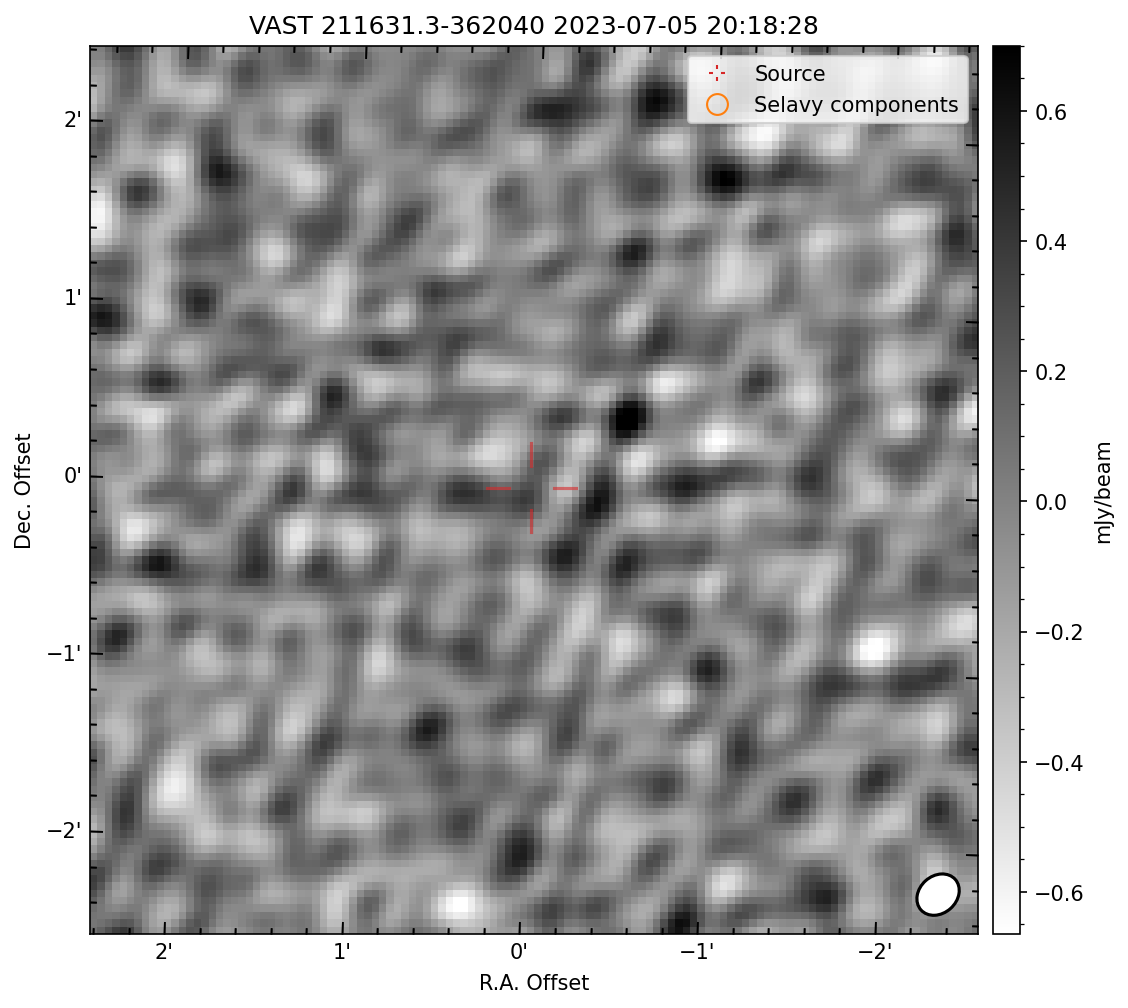 VAST 211631.3-362040 2023-07-05 20:18:28
Source
Selavy components
2'
1'
0'
−1'
−2'
Dec. Offset
2'
1'
0'
−1'
−2'
R.A. Offset
0.6
0.4
0.2
0.0
−0.2
−0.4
−0.6
mJy/beam